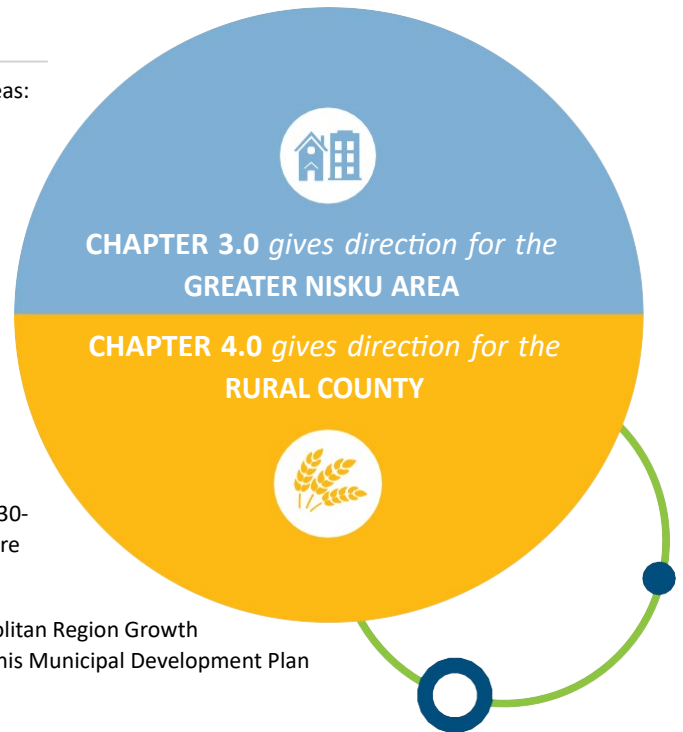 eas:
CHAPTER 3.0 gives direction for the
GREATER NISKU AREA
CHAPTER 4.0 gives direction for the
RURAL COUNTY
30-
re
olitan Region Growth
his Municipal Development Plan